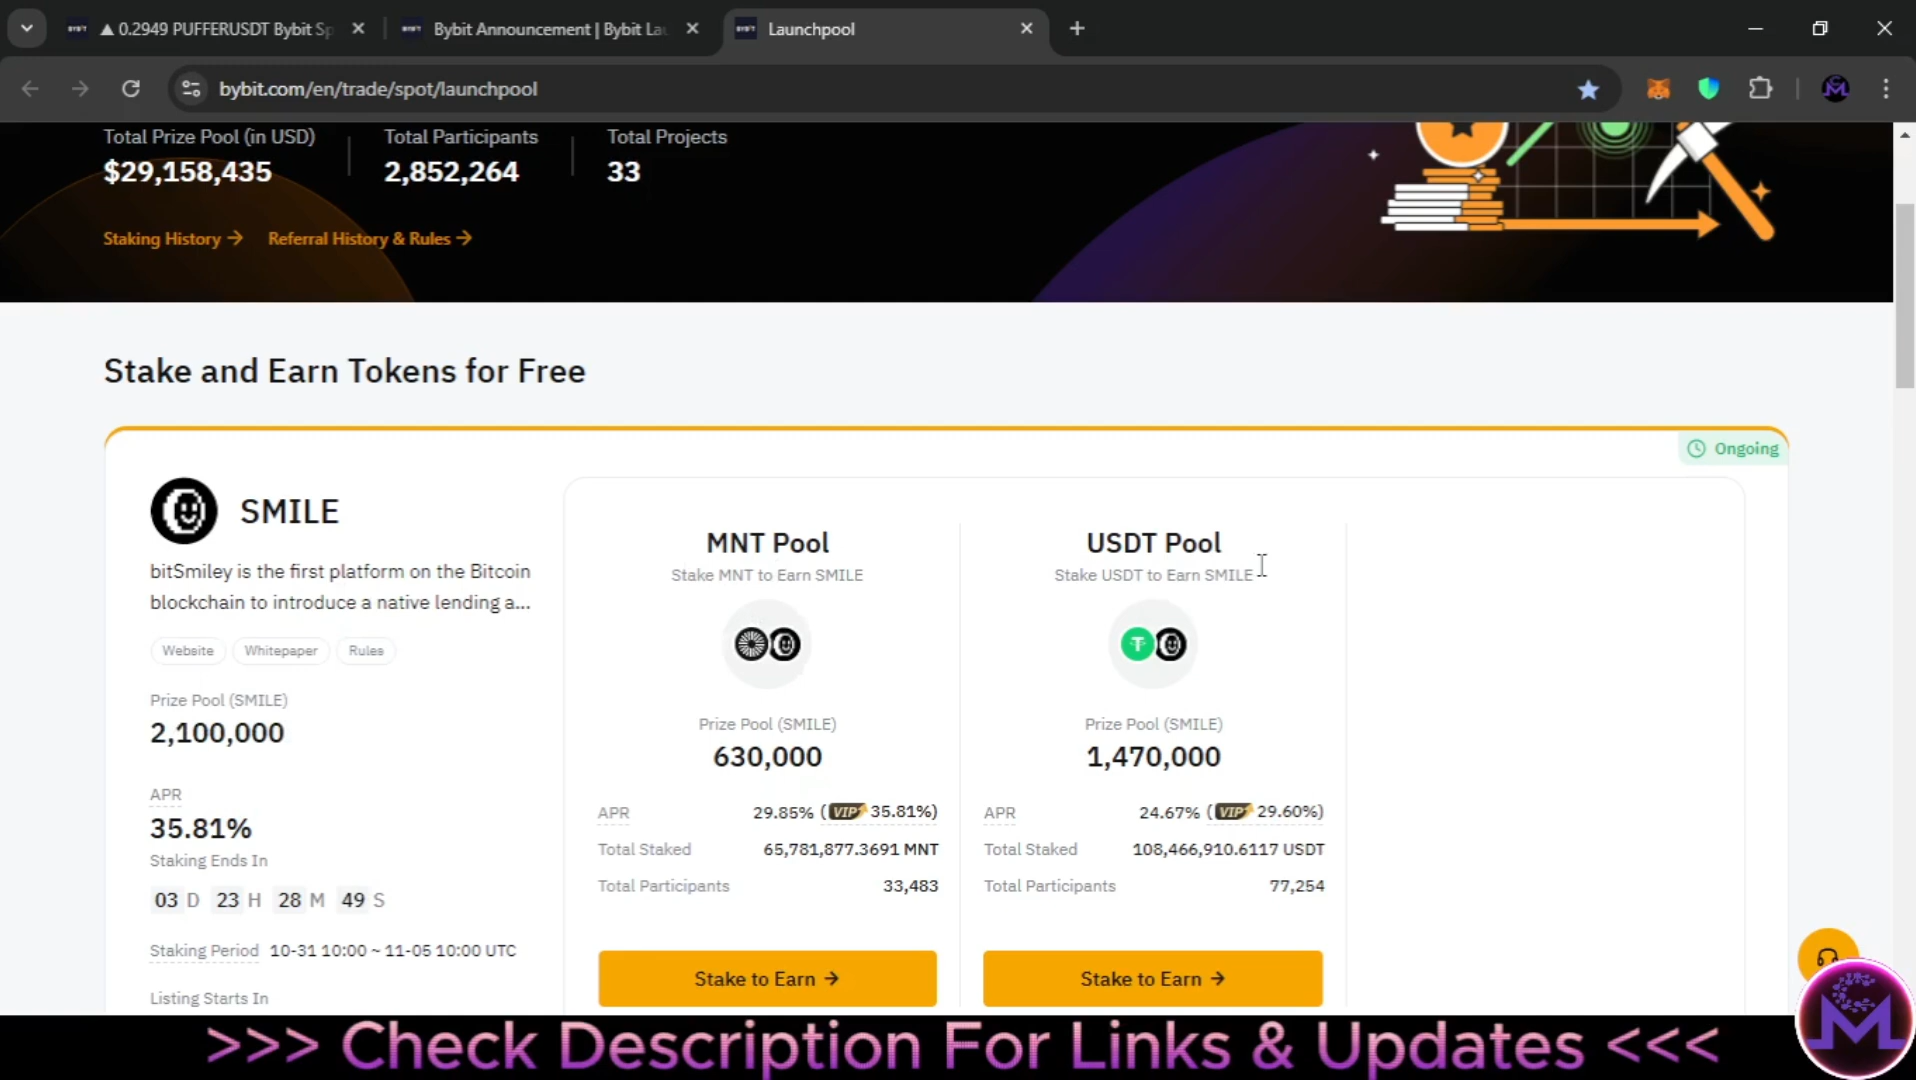 0.2949 PUFFERUSDT Bybit Sp
Bybit Announcement | Bybit La
Launchpool
bybit.com/en/trade/spot/launchpool
Total Prize Pool (in USD)
$29,158,435
Total Participants
2,852,264
Total Projects
33
Staking History →
Referral History & Rules →
Stake and Earn Tokens for Free
Ongoing
SMILE
bitSmiley is the first platform on the Bitcoin
blockchain to introduce a native lending a...
Website
Whitepaper
Rules
Prize Pool (SMILE)
2,100,000
APR
35.81%
Staking Ends In
03 D 23 H 28 M 49 S
Staking Period 10-31 10:00 ~ 11-05 10:00 UTC
Listing Starts In
MNT Pool
Stake MNT to Earn SMILE
Prize Pool (SMILE)
630,000
APR 29.85% (VIP 35.81%)
Total Staked 65,781,877.3691 MNT
Total Participants 33,483
Stake to Earn →
USDT Pool
Stake USDT to Earn SMILE
Prize Pool (SMILE)
1,470,000
APR 24.67% (VIP 29.60%)
Total Staked 108,466,910.6117 USDT
Total Participants 77,254
Stake to Earn →
>>> Check Description For Links & Updates <<<